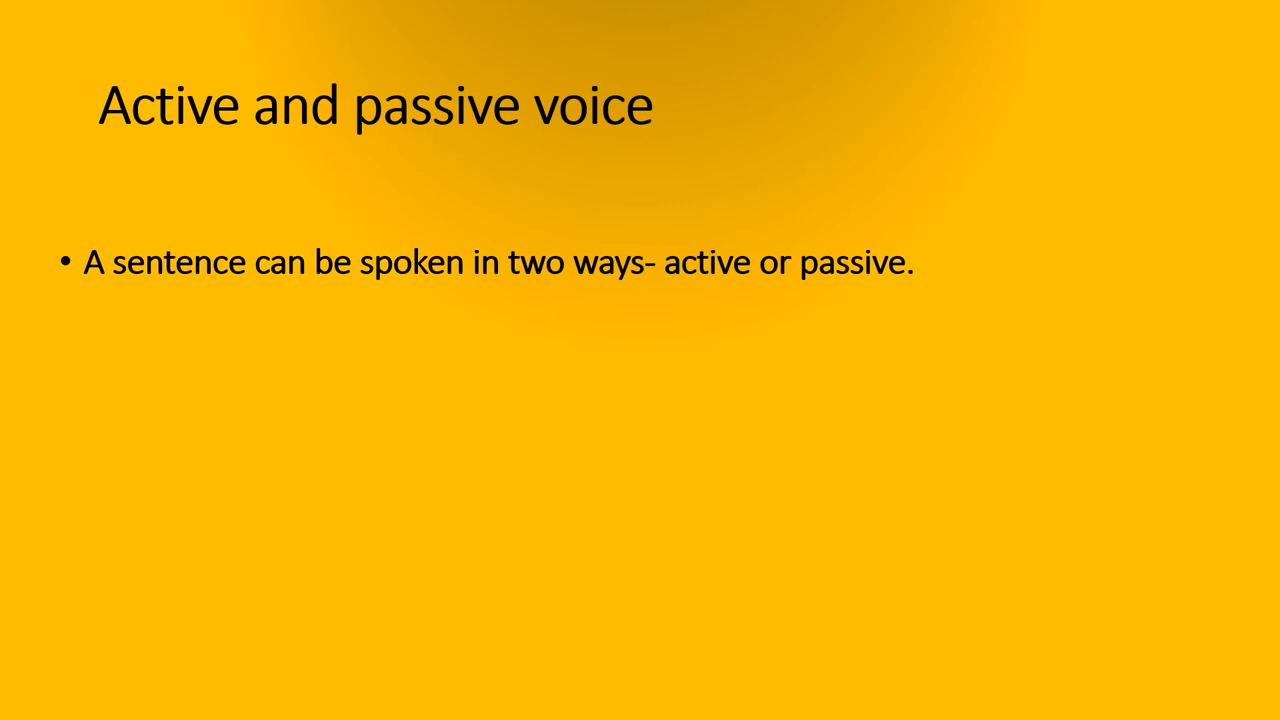 Active and passive voice
• A sentence can be spoken in two ways- active or passive.